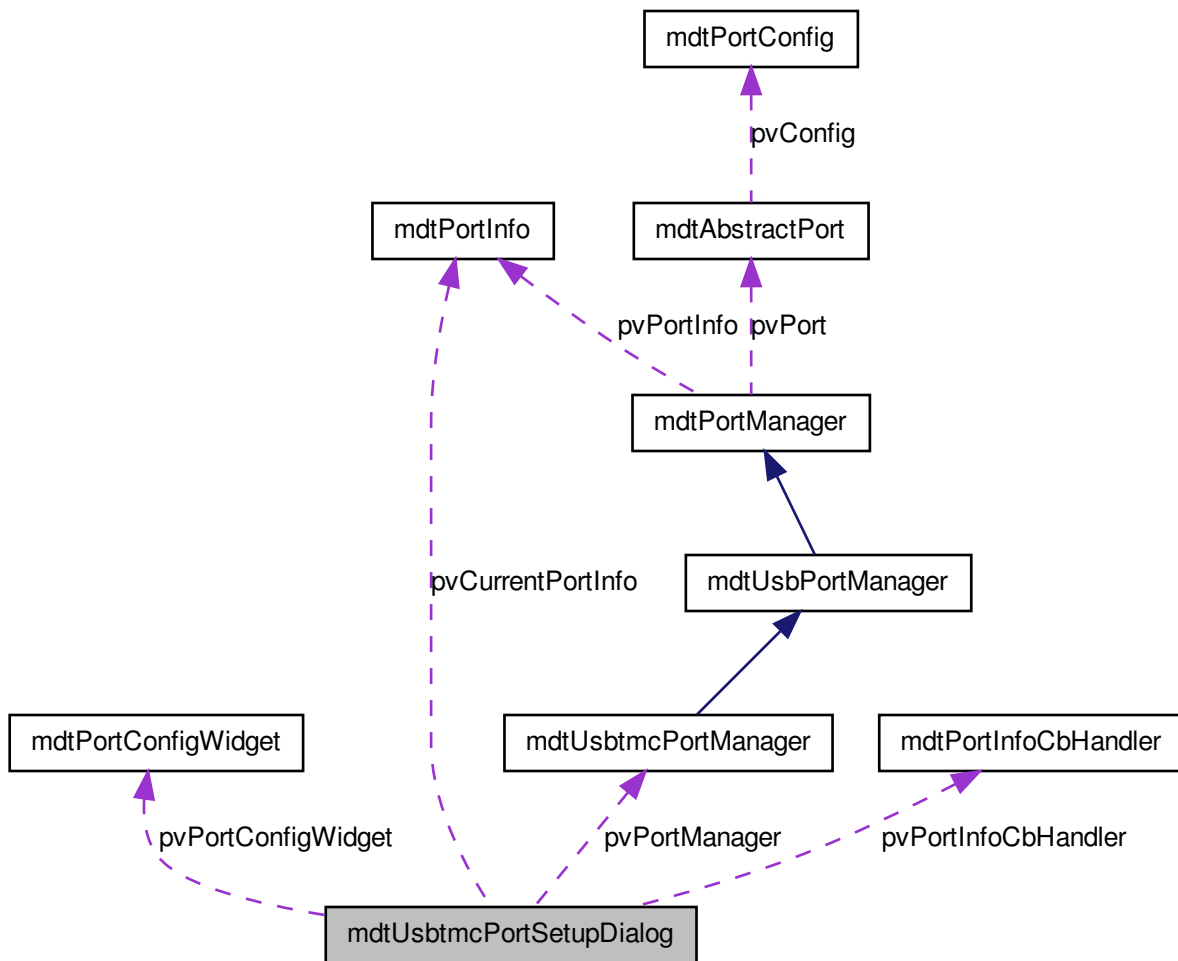 mdtPortConfig
pvConfig
mdtPortInfo
mdtAbstractPort
pvPortInfo
pvPort
mdtPortManager
pvCurrentPortInfo
mdtUsbPortManager
mdtPortConfigWidget
mdtUsbtmcPortManager
mdtPortInfoCbHandler
pvPortConfigWidget
pvPortManager
pvPortInfoCbHandler
mdtUsbtmcPortSetupDialog